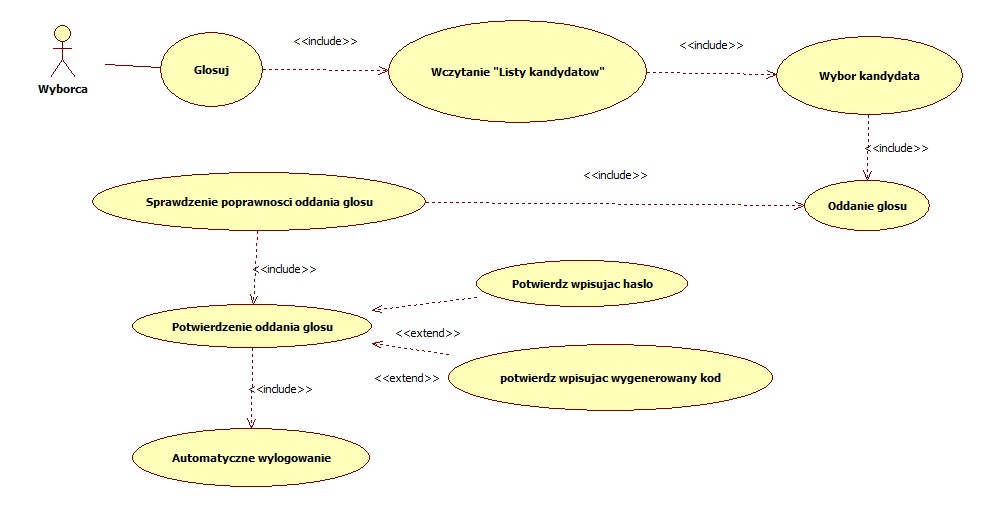 Wyborca
Glosuj
<<include>>
Wczytanie "Listy kandydatow"
<<include>>
Wybor kandydata
<<include>>
Sprawdzenie poprawnosci oddania glosu
<<include>>
Oddanie glosu
<<include>>
Potwierdz wpisujac haslo
Potwierdzenie oddania glosu
<<extend>>
<<extend>>
potwierdz wpisujac wygenerowany kod
<<include>>
Automatyczne wylogowanie